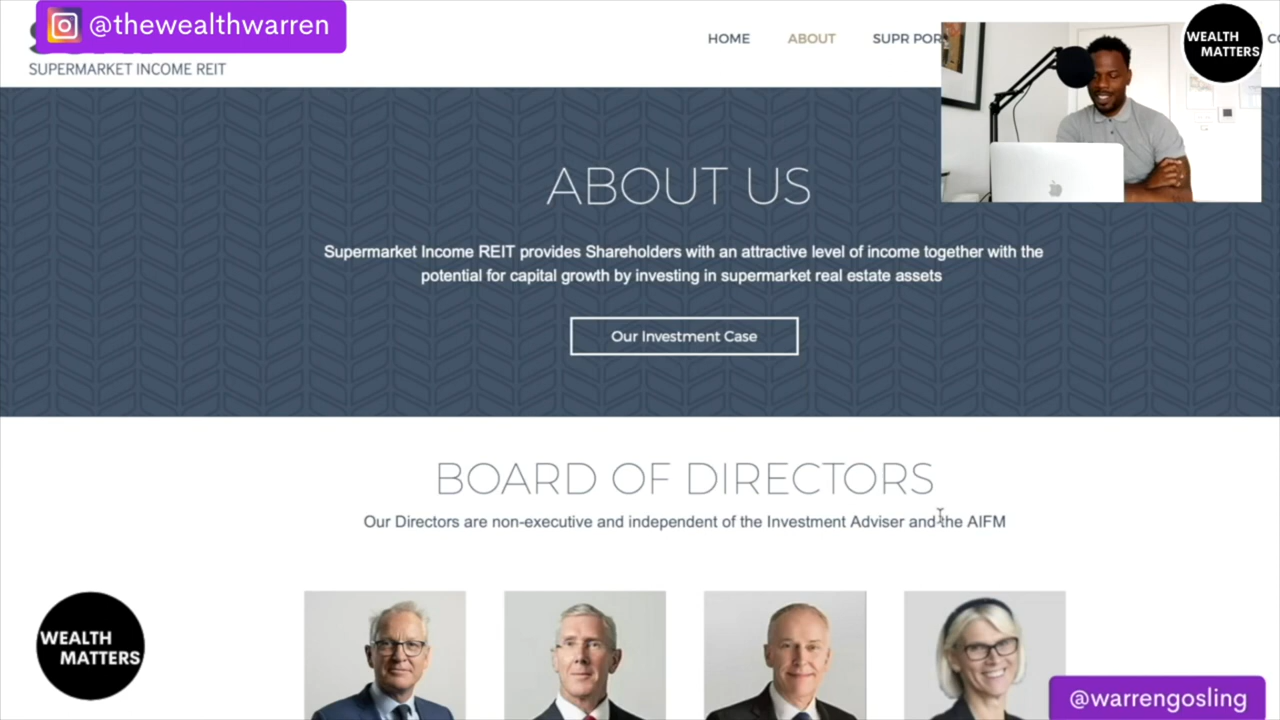 @thewealthwarren
SUPERMARKET INCOME REIT
HOME
ABOUT
SUPR POR
WEALTH
MATTERS
ABOUT US
Supermarket Income REIT provides Shareholders with an attractive level of income together with the
potential for capital growth by investing in supermarket real estate assets
Our Investment Case
BOARD OF DIRECTORS
Our Directors are non-executive and independent of the Investment Adviser and the AIFM
WEALTH
MATTERS
@warrengosling